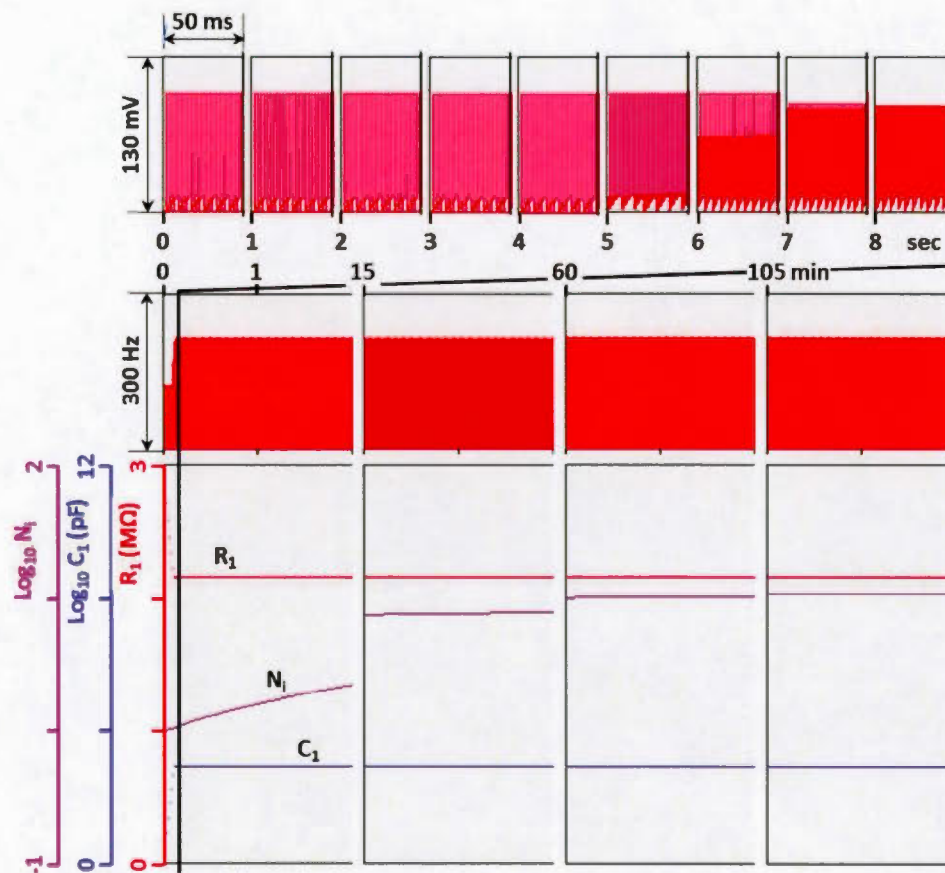 50 ms
130 mV
0 1 2 3 4 5 6 7 8 sec
0 1 15 60 105 min
300 Hz
2 12 3
Log₁₀ Nᵢ
Log₁₀ C₁ (pF)
R₁ (MΩ)
R₁
Nᵢ
C₁
-1 0 0